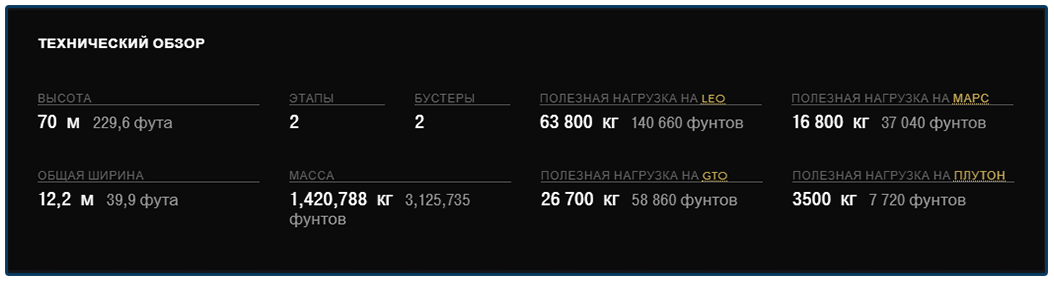 ТЕХНИЧЕСКИЙ ОБЗОР
ВЫСОТА
70 м 229,6 фута
ЭТАПЫ
2
БУСТЕРЫ
2
ПОЛЕЗНАЯ НАГРУЗКА НА LEO
63 800 кг 140 660 фунтов
ПОЛЕЗНАЯ НАГРУЗКА НА МАРС
16 800 кг 37 040 фунтов
ОБЩАЯ ШИРИНА
12,2 м 39,9 фута
МАССА
1,420,788 кг 3,125,735
фунтов
ПОЛЕЗНАЯ НАГРУЗКА НА GTO
26 700 кг 58 860 фунтов
ПОЛЕЗНАЯ НАГРУЗКА НА ПЛУТОН
3500 кг 7 720 фунтов